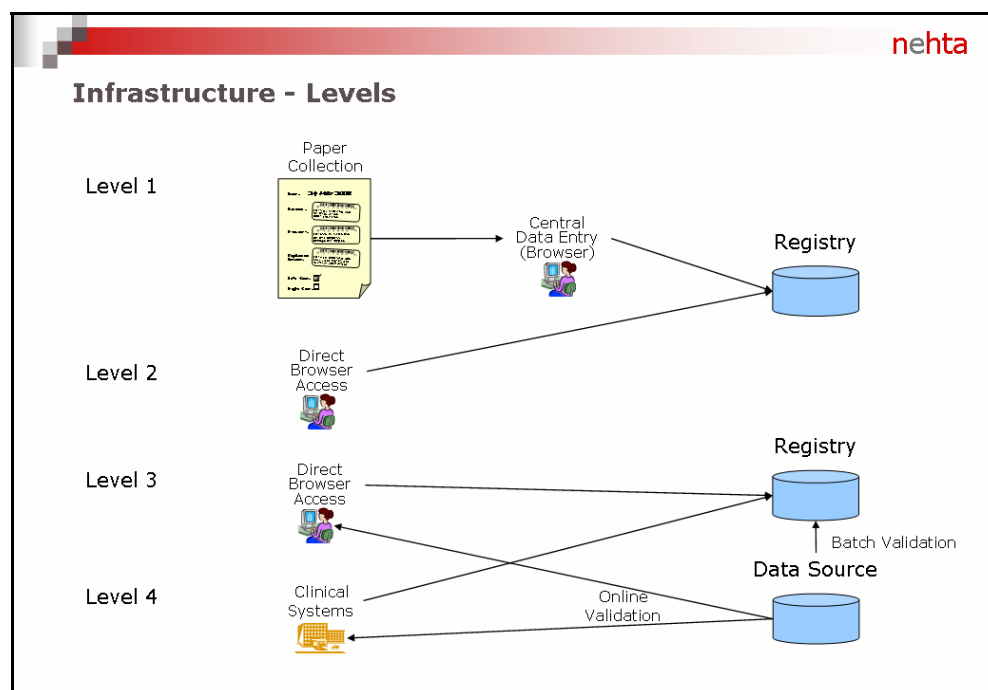 nehta
Infrastructure - Levels
Level 1
Paper
Collection
Central
Data Entry
(Browser)
Registry
Level 2
Direct
Browser
Access
Level 3
Direct
Browser
Access
Registry
Batch Validation
Data Source
Level 4
Clinical
Systems
Online
Validation